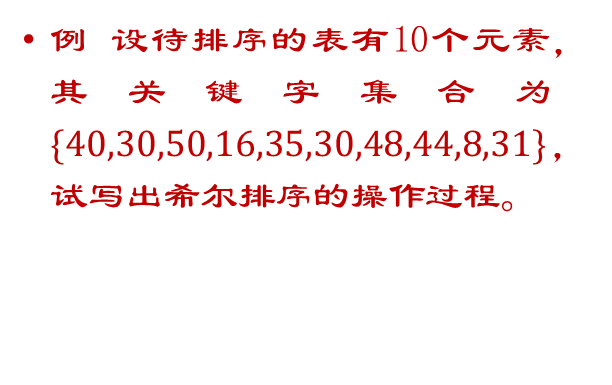 • 例 设待排序的表有10个元素，
其关键字集合为
{40,30,50,16,35,30,48,44,8,31}，
试写出希尔排序的操作过程。